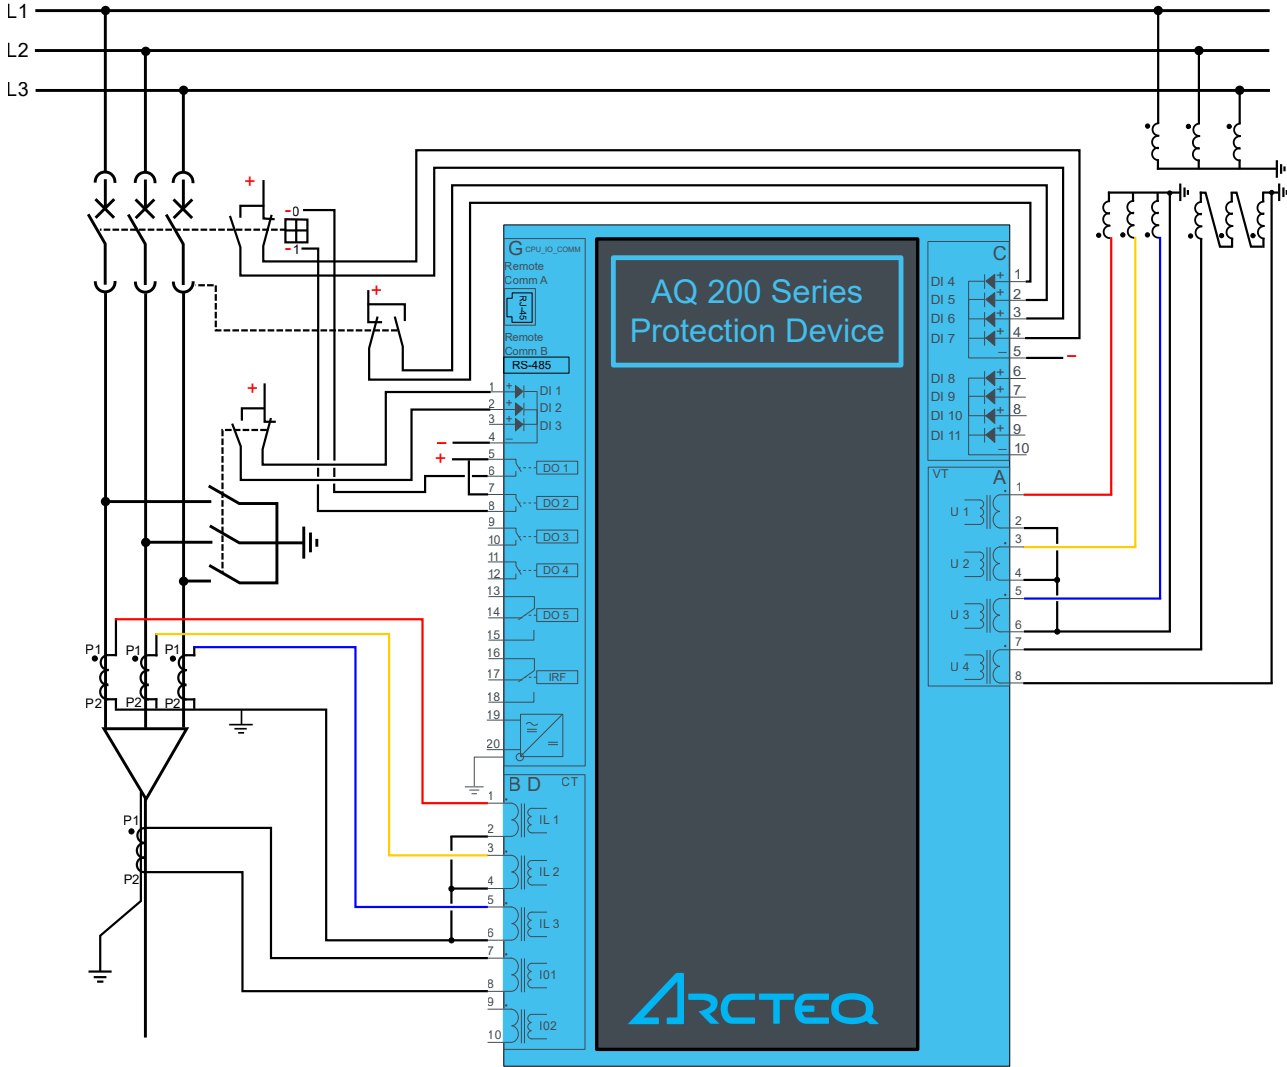 L1
L2
L3
+
-0
-1
+
+
-
+
P1
P1
P1
P2
P2
P2
P1
P2
G CPU_IO_COMM
Remote
Comm A
RJ-45
Remote
Comm B
RS-485
1 + DI 1
2 + DI 2
3 + DI 3
4 -
5
6 DO 1
7
8 DO 2
9
10 DO 3
11
12 DO 4
13
14 DO 5
15
16
17 IRF
18
19
20
B D CT
1
IL 1
2
3
IL 2
4
5
IL 3
6
7
I01
8
9
I02
10
AQ 200 Series
Protection Device
ARCTEQ
C
DI 4 + 1
DI 5 + 2
DI 6 + 3
DI 7 + 4
- 5 -
DI 8 + 6
DI 9 + 7
DI 10 + 8
DI 11 + 9
- 10
VT A
1
U 1
2
3
U 2
4
5
U 3
6
7
U 4
8